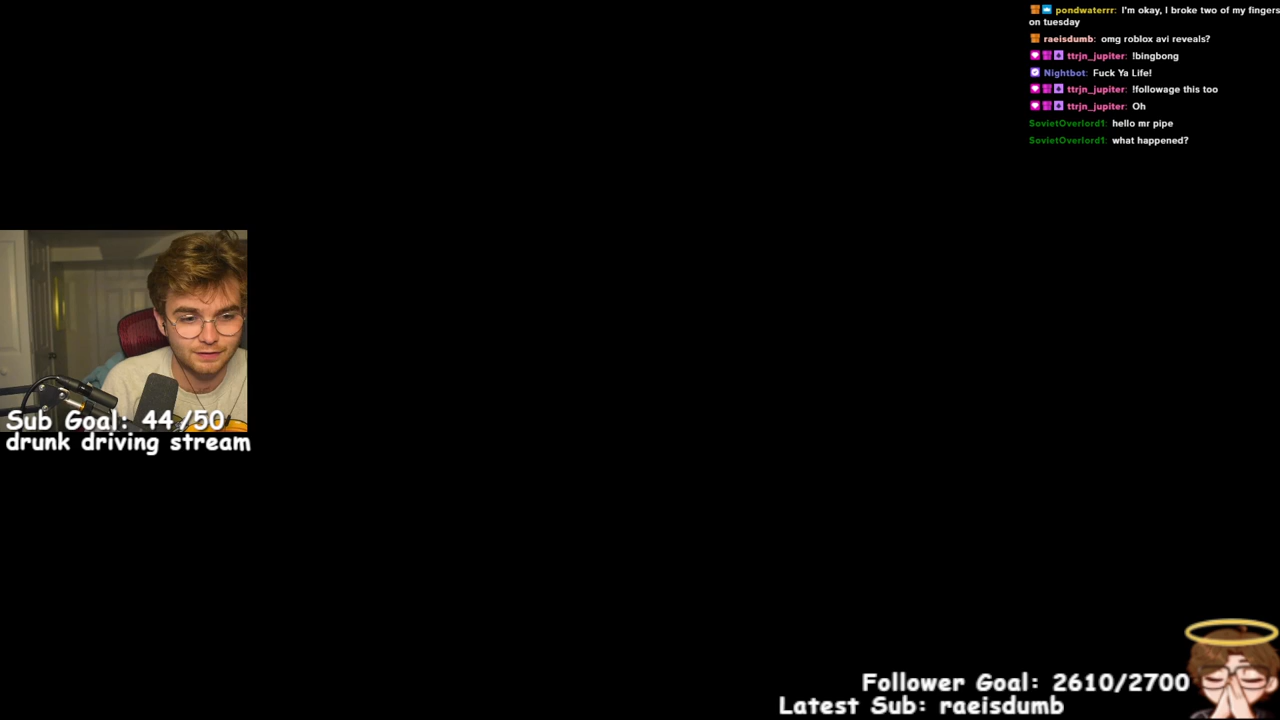 pondwaterrr: I'm okay, I broke two of my fingers
on tuesday
raeisdumb: omg roblox avi reveals?
ttrjn_jupiter: !bingbong
Nightbot: Fuck Ya Life!
ttrjn_jupiter: !followage this too
ttrjn_jupiter: Oh
SovietOverlord1: hello mr pipe
SovietOverlord1: what happened?
Sub Goal: 44/50
drunk driving stream
Follower Goal: 2610/2700
Latest Sub: raeisdumb